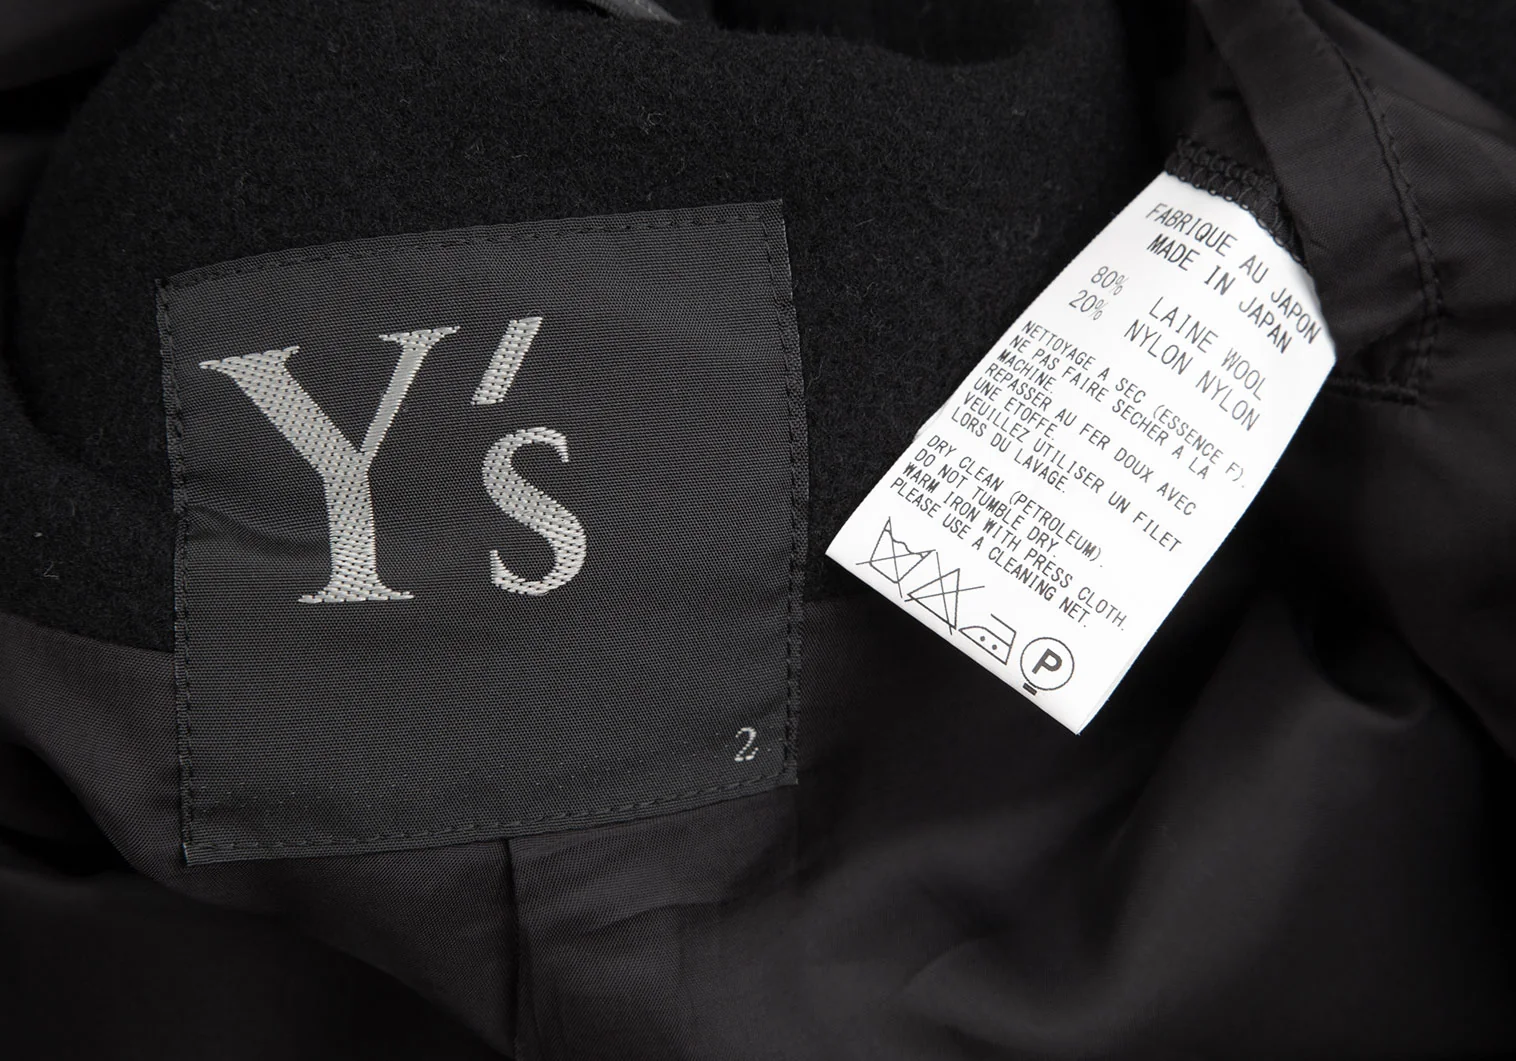 Y's
2
FABRIQUE AU JAPON
MADE IN JAPAN
80% LAINE WOOL
20% NYLON NYLON
NETTOYAGE A SEC (ESSENCE F).
NE PAS FAIRE SECHER A LA
MACHINE.
REPASSER AU FER DOUX AVEC
UNE ETOFFE.
VEUILLEZ UTILISER UN FILET
LORS DU LAVAGE.
DRY CLEAN (PETROLEUM).
DO NOT TUMBLE DRY.
WARM IRON WITH PRESS CLOTH.
PLEASE USE A CLEANING NET.
P